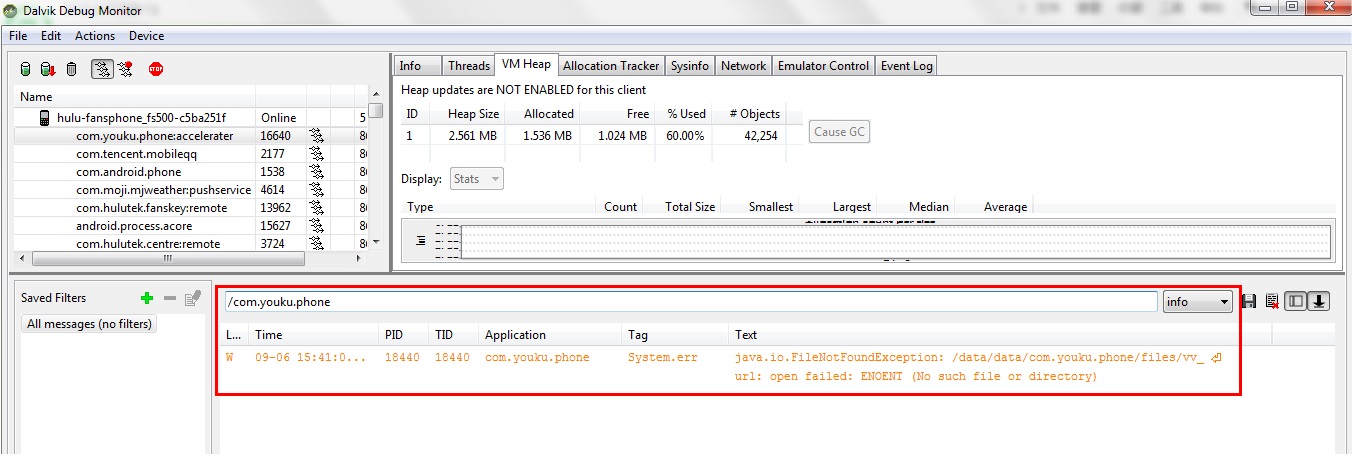 Dalvik Debug Monitor
File Edit Actions Device
Name
hulu-fansphone_fs500-c5ba251f Online 5
com.youku.phone:accelerater 16640 8
com.tencent.mobileqq 2177 8
com.android.phone 1538 8
com.moji.mjweather:pushservice 4614 8
com.hulutek.fanskey:remote 13962 8
android.process.acore 15627 8
com.hulutek.centre:remote 3724 8
Info Threads VM Heap Allocation Tracker Sysinfo Network Emulator Control Event Log
Heap updates are NOT ENABLED for this client
ID Heap Size Allocated Free % Used # Objects
1 2.561 MB 1.536 MB 1.024 MB 60.00% 42,254
Cause GC
Display: Stats
Type Count Total Size Smallest Largest Median Average
Saved Filters
All messages (no filters)
/com.youku.phone info
L... Time PID TID Application Tag Text
W 09-06 15:41:0... 18440 18440 com.youku.phone System.err java.io.FileNotFoundException: /data/data/com.youku.phone/files/vv_
url: open failed: ENOENT (No such file or directory)